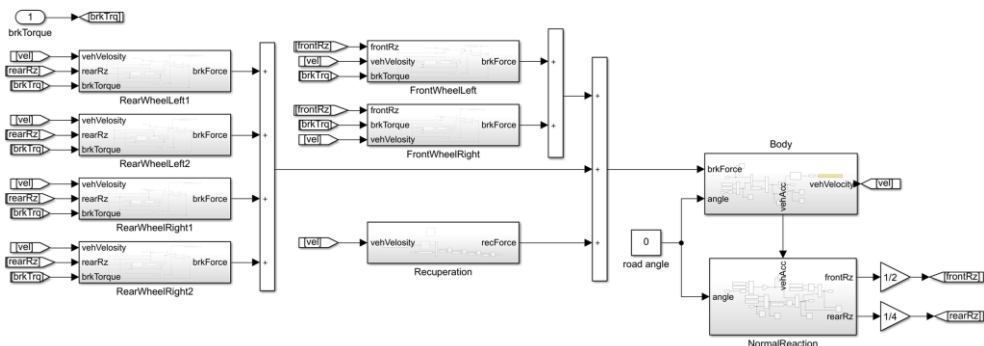 1
[brkTrq]
brkTorque
[vel]
vehVelosity
[rearRz]
rearRz
brkForce
[brkTrq]
brkTorque
RearWheelLeft1
[vel]
vehVelosity
[rearRz]
rearRz
brkForce
[brkTrq]
brkTorque
RearWheelLeft2
[vel]
vehVelosity
[rearRz]
rearRz
brkForce
[brkTrq]
brkTorque
RearWheelRight1
[vel]
vehVelosity
[rearRz]
rearRz
brkForce
[brkTrq]
brkTorque
RearWheelRight2
+
+
+
+
[frontRz]
frontRz
[vel]
vehVelosity
brkForce
[brkTrq]
brkTorque
FrontWheelLeft
[frontRz]
frontRz
[brkTrq]
brkTorque
brkForce
[vel]
vehVelosity
FrontWheelRight
+
+
[vel]
vehVelosity
recForce
Recuperation
+
+
+
0
road angle
Body
brkForce
vehVelocity
[vel]
angle
vehAcc
vehAcc
angle
frontRz
1/2
[frontRz]
rearRz
1/4
[rearRz]
NormalReaction